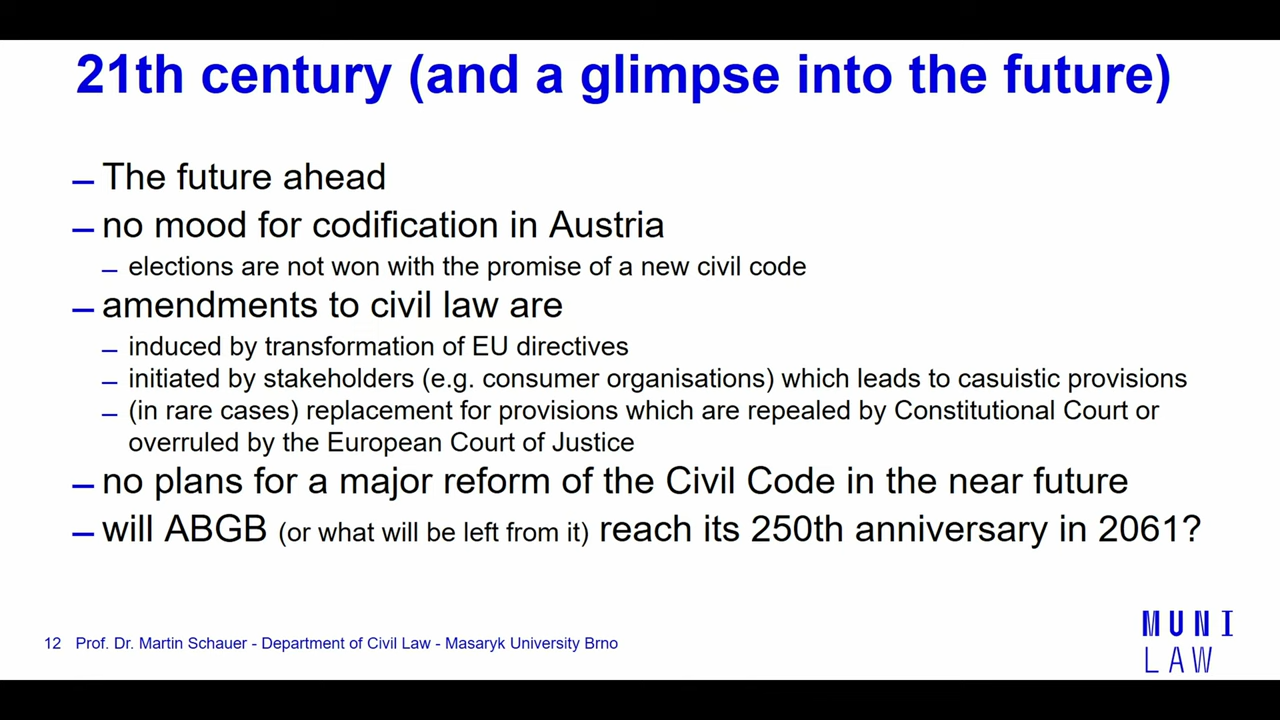 21th century (and a glimpse into the future)
– The future ahead
– no mood for codification in Austria
– elections are not won with the promise of a new civil code
– amendments to civil law are
– induced by transformation of EU directives
– initiated by stakeholders (e.g. consumer organisations) which leads to casuistic provisions
– (in rare cases) replacement for provisions which are repealed by Constitutional Court or
overruled by the European Court of Justice
– no plans for a major reform of the Civil Code in the near future
– will ABGB (or what will be left from it) reach its 250th anniversary in 2061?
12 Prof. Dr. Martin Schauer - Department of Civil Law - Masaryk University Brno
MUNI
LAW